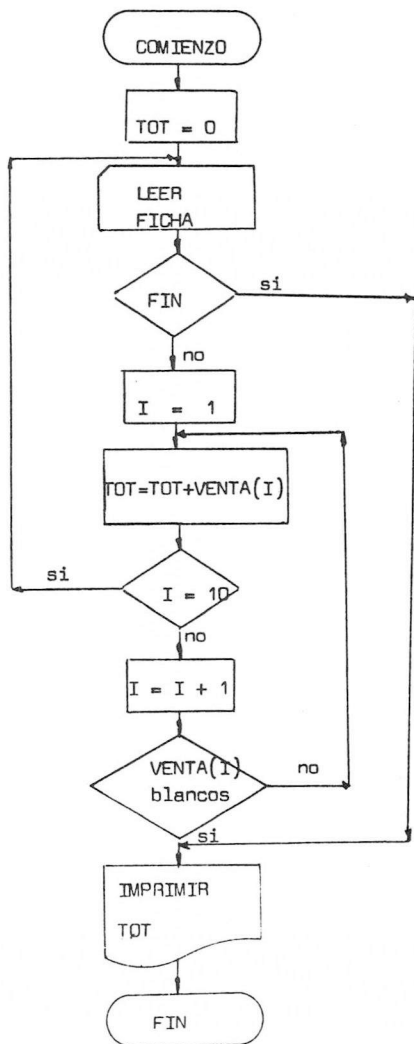 COMIENZO
TOT = 0
LEER
FICHA
FIN
si
no
I = 1
TOT=TOT+VENTA(I)
si
I = 10
no
I = I + 1
VENTA(I)
blancos
no
si
IMPRIMIR
TOT
FIN